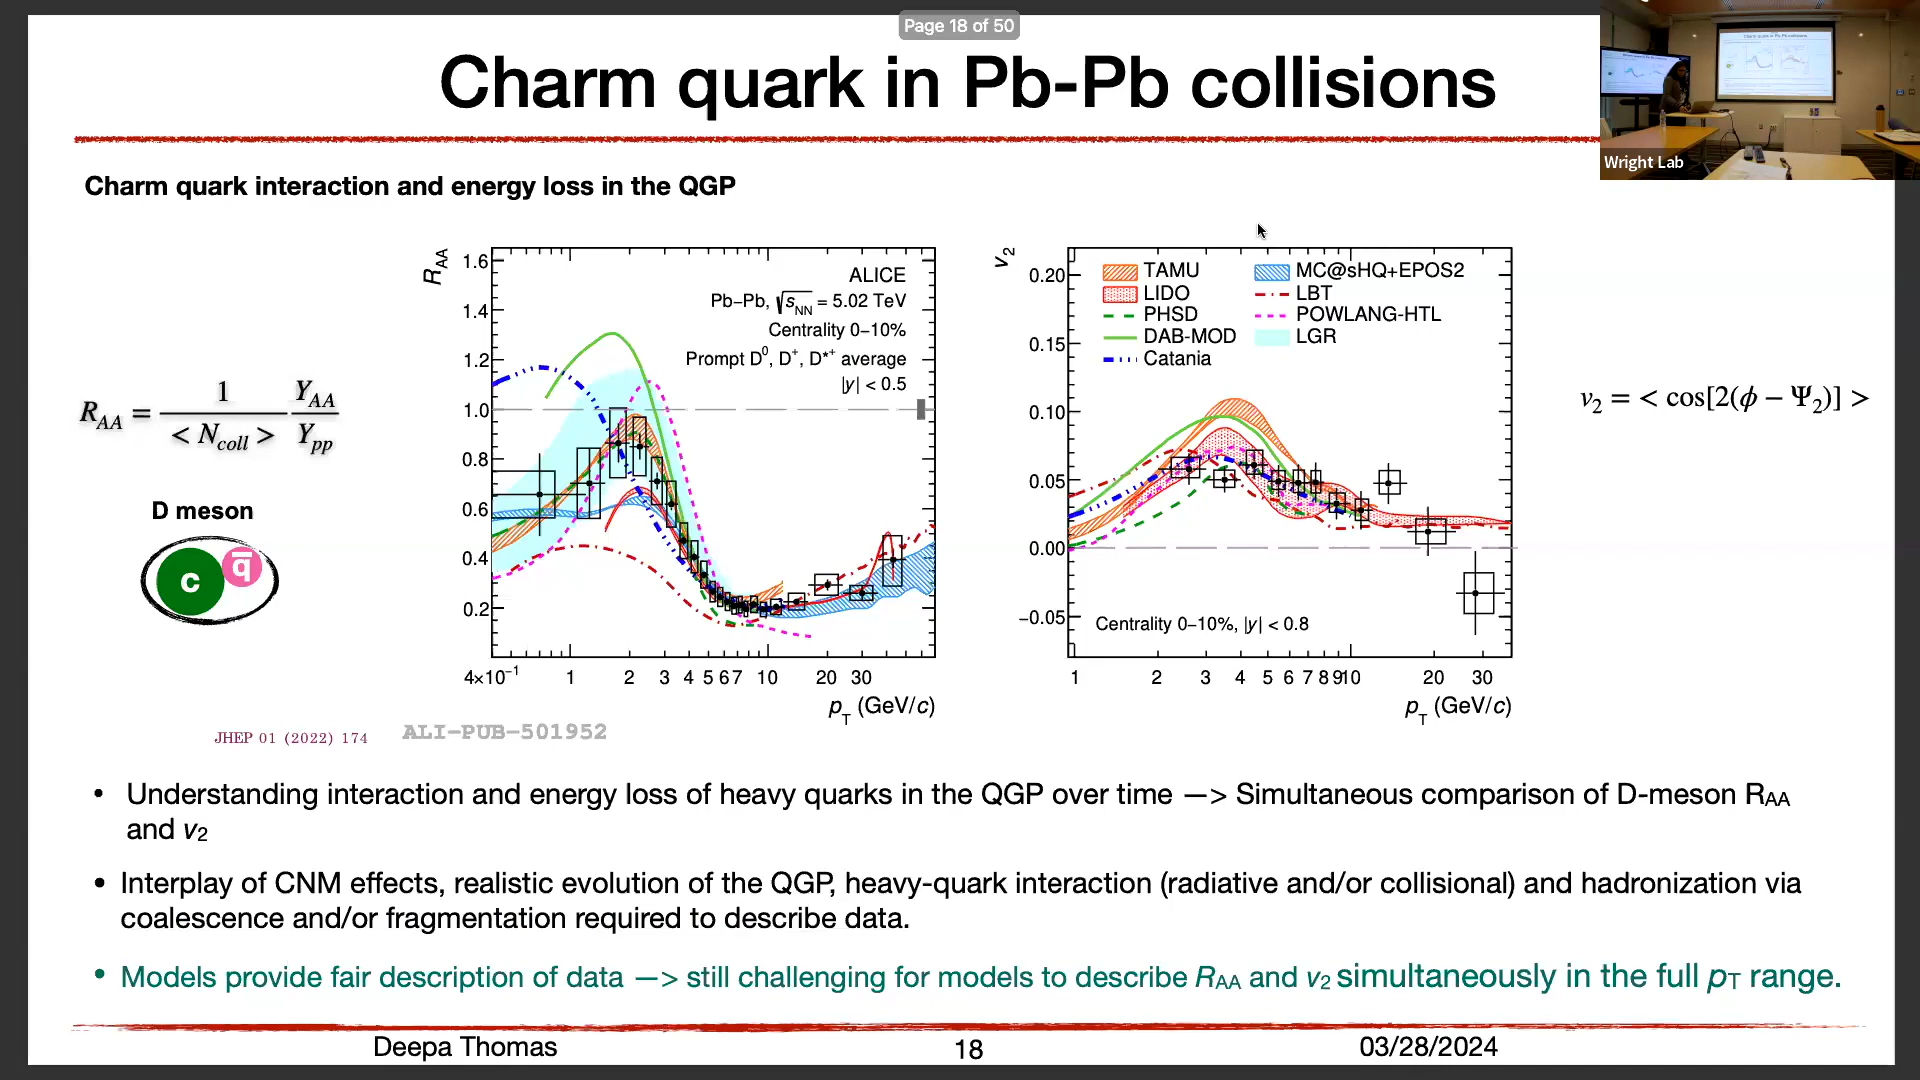 Page 18 of 50
Charm quark in Pb-Pb collisions
Wright Lab
Charm quark interaction and energy loss in the QGP
R_AA = 1 / < N_coll > Y_AA / Y_pp
D meson
c q̄
R_AA
1.6
1.4
1.2
1.0
0.8
0.6
0.4
0.2
ALICE
Pb–Pb, √s_NN = 5.02 TeV
Centrality 0–10%
Prompt D⁰, D⁺, D*⁺ average
|y| < 0.5
4×10⁻¹ 1 2 3 4 5 6 7 10 20 30
p_T (GeV/c)
v₂
0.20
0.15
0.10
0.05
0.00
−0.05
TAMU
LIDO
PHSD
DAB-MOD
Catania
MC@sHQ+EPOS2
LBT
POWLANG-HTL
LGR
Centrality 0–10%, |y| < 0.8
1 2 3 4 5 6 7 8 9 10 20 30
p_T (GeV/c)
v₂ = < cos[2(ϕ − Ψ₂)] >
JHEP 01 (2022) 174
ALI-PUB-501952
• Understanding interaction and energy loss of heavy quarks in the QGP over time —> Simultaneous comparison of D-meson R_AA
and v₂
• Interplay of CNM effects, realistic evolution of the QGP, heavy-quark interaction (radiative and/or collisional) and hadronization via
coalescence and/or fragmentation required to describe data.
• Models provide fair description of data —> still challenging for models to describe R_AA and v₂ simultaneously in the full p_T range.
Deepa Thomas
18
03/28/2024